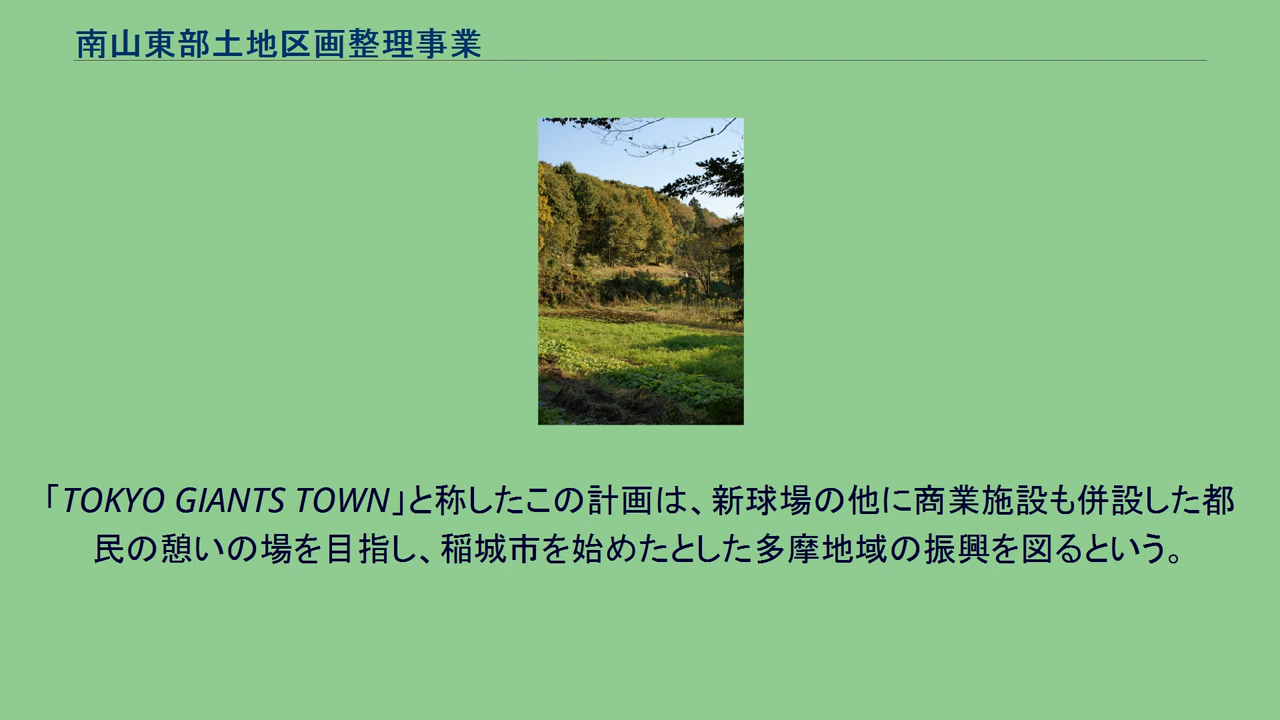 南山東部土地区画整理事業
「TOKYO GIANTS TOWN」と称したこの計画は、新球場の他に商業施設も併設した都
民の憩いの場を目指し、稲城市を始めたとした多摩地域の振興を図るという。